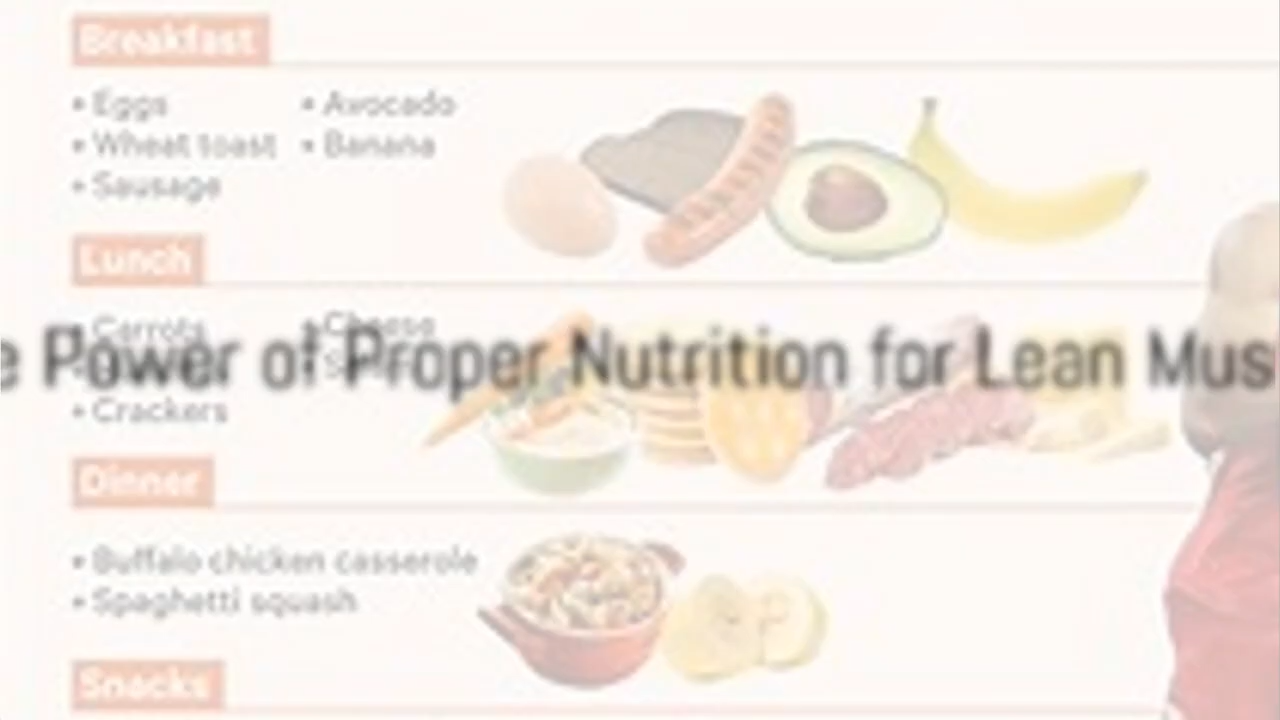 Breakfast
• Eggs
• Avocado
• Wheat toast
• Banana
• Sausage
Lunch
• Carrots
• Cheese
e Power of Proper Nutrition for Lean Mus
• Crackers
Dinner
• Buffalo chicken casserole
• Spaghetti squash
Snacks